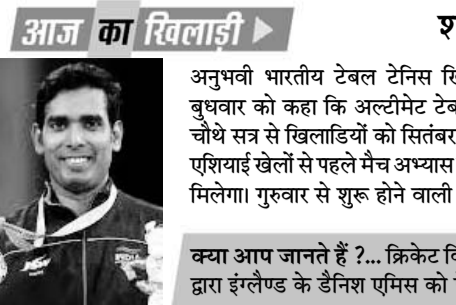 आज का खिलाड़ी
श
अनुभवी भारतीय टेबल टेनिस खि
बुधवार को कहा कि अल्टीमेट टेब
चौथे सत्र से खिलाडियों को सितंबर
एशियाई खेलों से पहले मैच अभ्यास
मिलेगा। गुरुवार से शुरू होने वाली
क्या आप जानते हैं ?... क्रिकेट वि
द्वारा इंग्लैण्ड के डैनिश एमिस को